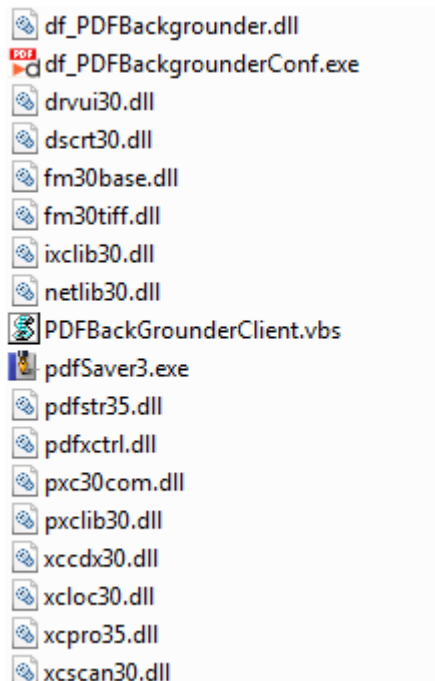 df_PDFBackgrounder.dll
df_PDFBackgrounderConf.exe
drvui30.dll
dscrt30.dll
fm30base.dll
fm30tiff.dll
ixclib30.dll
netlib30.dll
PDFBackGrounderClient.vbs
pdfSaver3.exe
pdfstr35.dll
pdfxctrl.dll
pxc30com.dll
pxclib30.dll
xccdx30.dll
xcloc30.dll
xcpro35.dll
xcscan30.dll